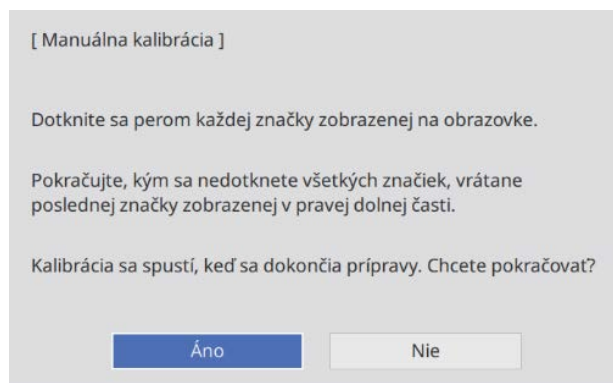 [ Manuálna kalibrácia ]
Dotknite sa perom každej značky zobrazenej na obrazovke.
Pokračujte, kým sa nedotknete všetkých značiek, vrátane
poslednej značky zobrazenej v pravej dolnej časti.
Kalibrácia sa spustí, keď sa dokončia prípravy. Chcete pokračovať?
Áno
Nie